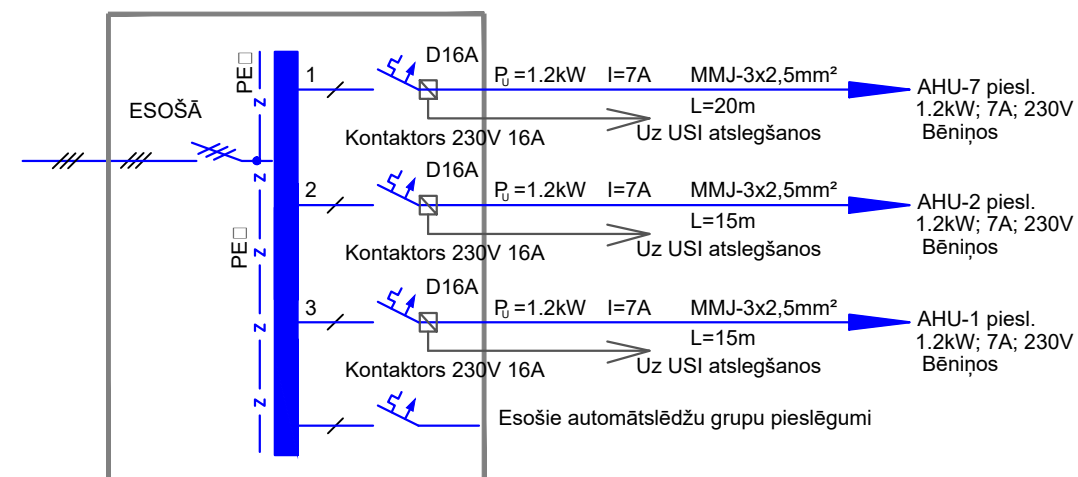 PE□
ESOŠĀ
1
D16A
PU=1.2kW I=7A MMJ-3x2,5mm²
L=20m
Kontaktors 230V 16A
Uz USI atslegšanos
AHU-7 piesl.
1.2kW; 7A; 230V
Bēniņos
PE□
2
D16A
PU=1.2kW I=7A MMJ-3x2,5mm²
L=15m
Kontaktors 230V 16A
Uz USI atslegšanos
AHU-2 piesl.
1.2kW; 7A; 230V
Bēniņos
3
D16A
PU=1.2kW I=7A MMJ-3x2,5mm²
L=15m
Kontaktors 230V 16A
Uz USI atslegšanos
AHU-1 piesl.
1.2kW; 7A; 230V
Bēniņos
Esošie automātslēdžu grupu pieslēgumi